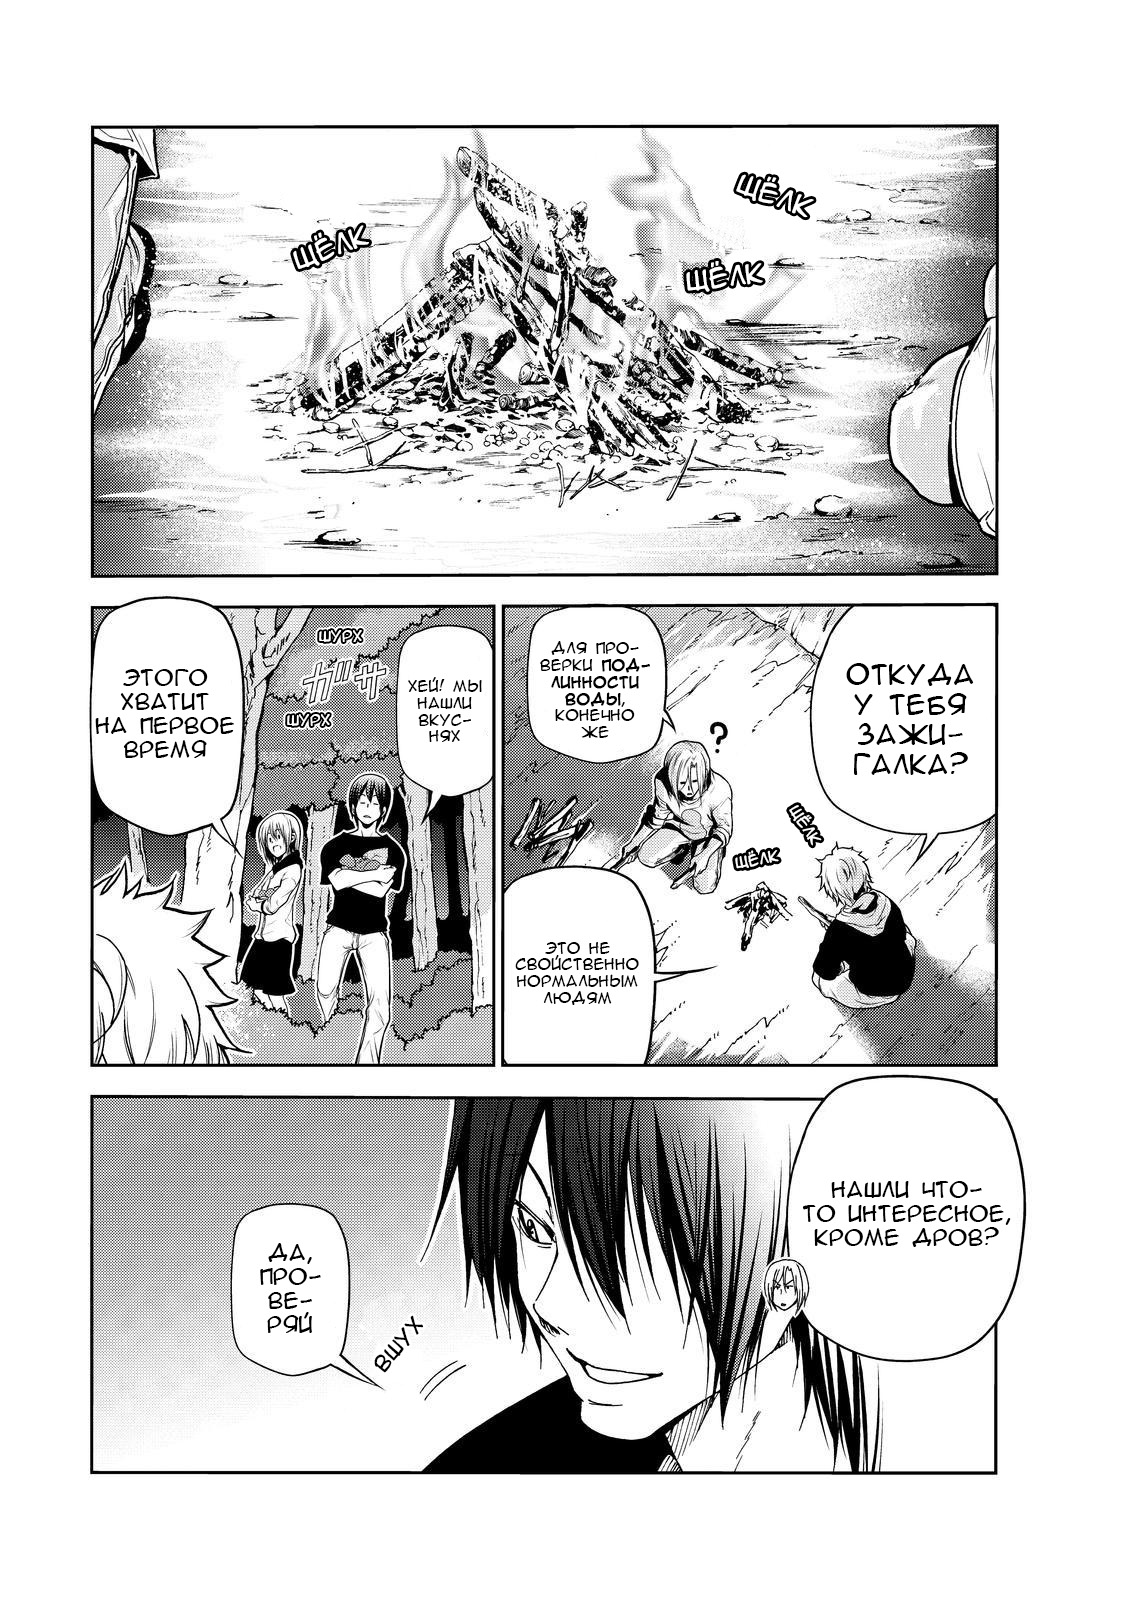 ЩЁЛК
ЩЁЛК
ЩЁЛК
ОТКУДА
У ТЕБЯ
ЗАЖИ-
ГАЛКА?
ДЛЯ ПРО-
ВЕРКИ ПОД-
ЛИННОСТИ
ВОДЫ,
КОНЕЧНО
ЖЕ
?
ЩЁЛК
ЩЁЛК
ЭТО НЕ
СВОЙСТВЕННО
НОРМАЛЬНЫМ
ЛЮДЯМ
ХЕЙ! МЫ
НАШЛИ
ВКУС-
НЯХ
ШУРХ
ガサ
ШУРХ
ЭТОГО
ХВАТИТ
НА ПЕРВОЕ
ВРЕМЯ
НАШЛИ ЧТО-
ТО ИНТЕРЕСНОЕ,
КРОМЕ ДРОВ?
ДА,
ПРО-
ВЕ-
РЯЙ
ВШУХ